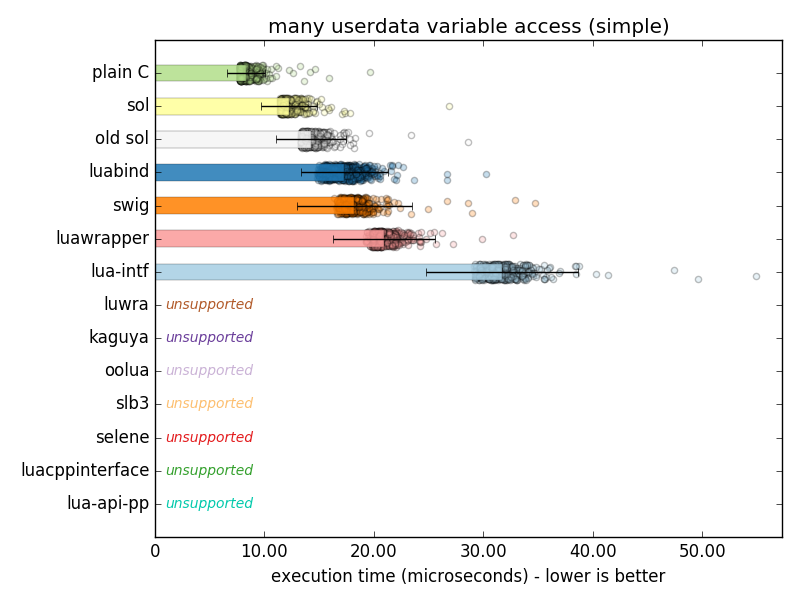 many userdata variable access (simple)
plain C
sol
old sol
luabind
swig
luawrapper
lua-intf
luwra unsupported
kaguya unsupported
oolua unsupported
slb3 unsupported
selene unsupported
luacppinterface unsupported
lua-api-pp unsupported
0 10.00 20.00 30.00 40.00 50.00
execution time (microseconds) - lower is better